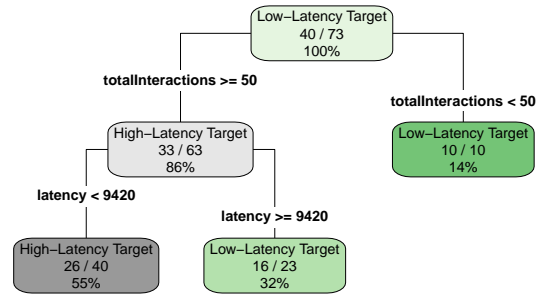 Low−Latency Target
40 / 73
100%
totalInteractions >= 50
totalInteractions < 50
High−Latency Target
33 / 63
86%
Low−Latency Target
10 / 10
14%
latency < 9420
latency >= 9420
High−Latency Target
26 / 40
55%
Low−Latency Target
16 / 23
32%